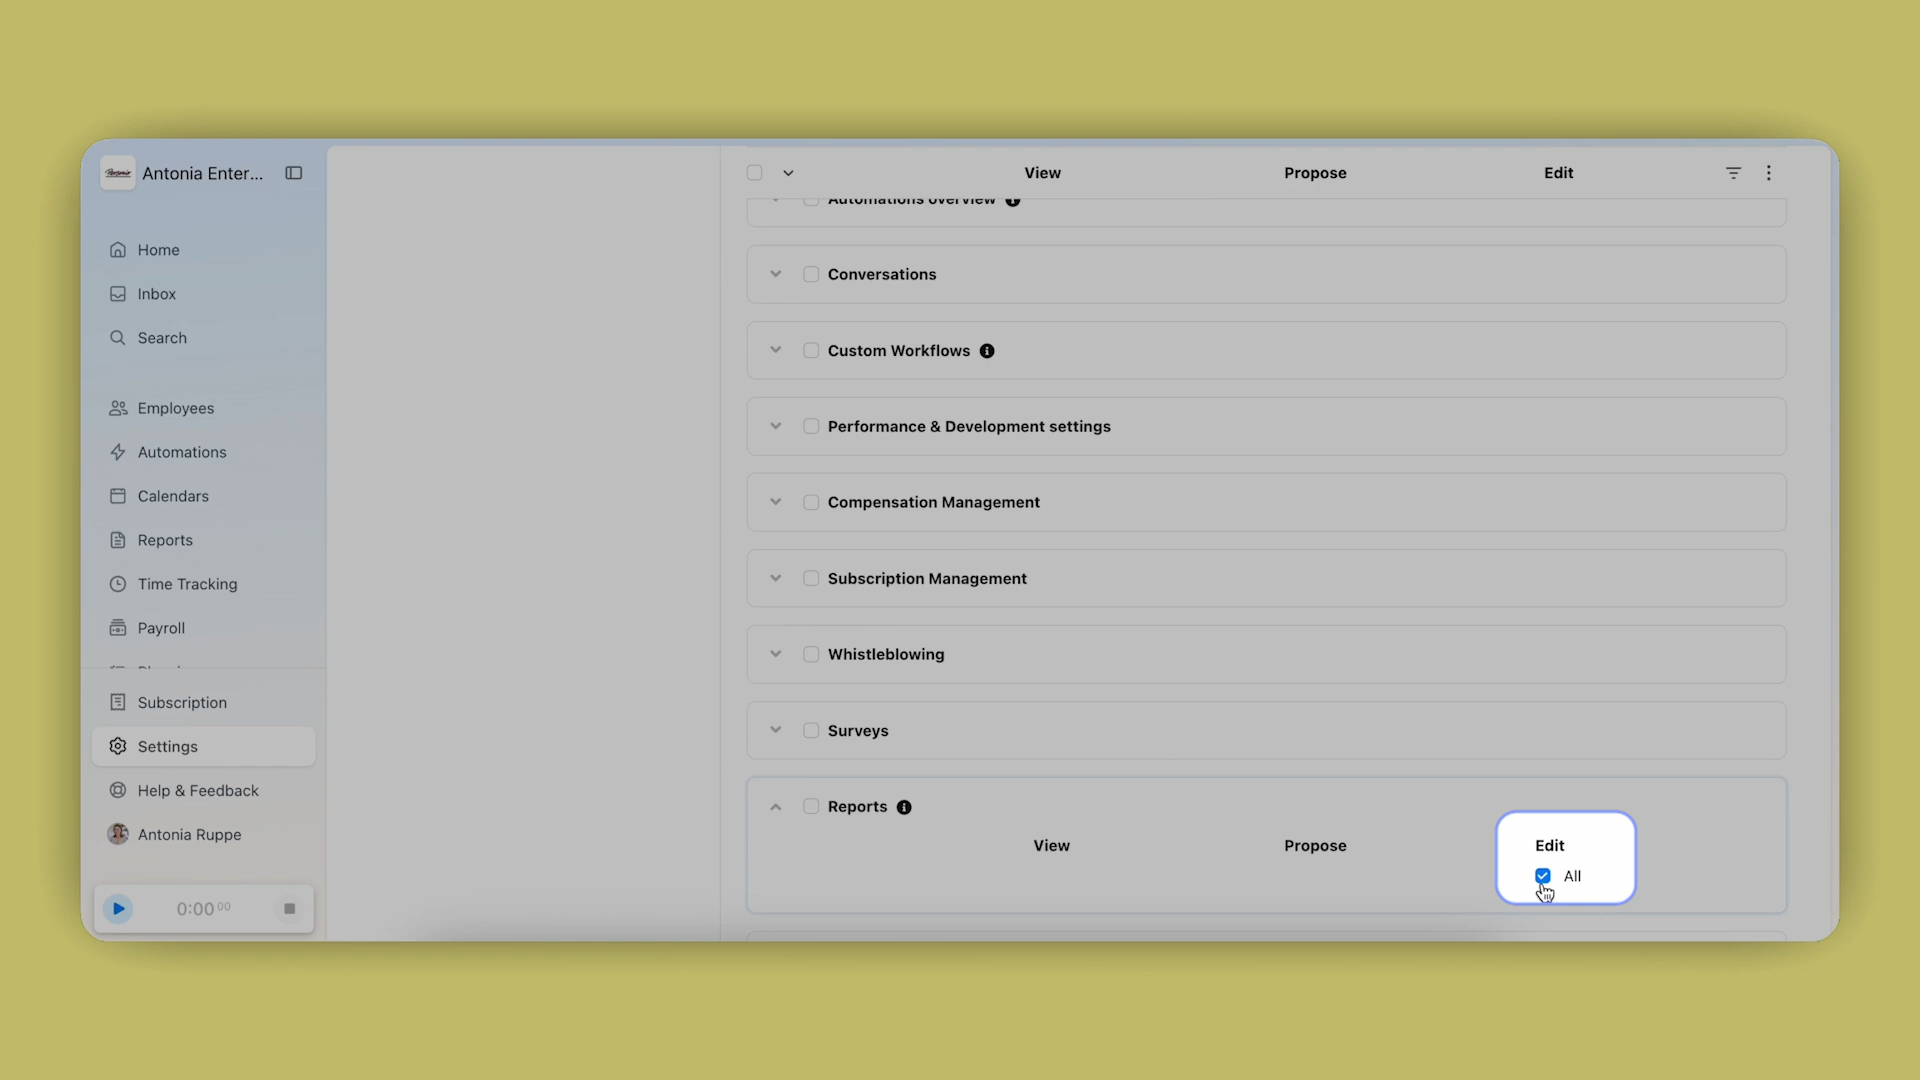 Antonia Enter...
Home
Inbox
Search
Employees
Automations
Calendars
Reports
Time Tracking
Payroll
Subscription
Settings
Help & Feedback
Antonia Ruppe
0:00 00
View Propose Edit
Automations overview
Conversations
Custom Workflows
Performance & Development settings
Compensation Management
Subscription Management
Whistleblowing
Surveys
Reports
View Propose Edit
All